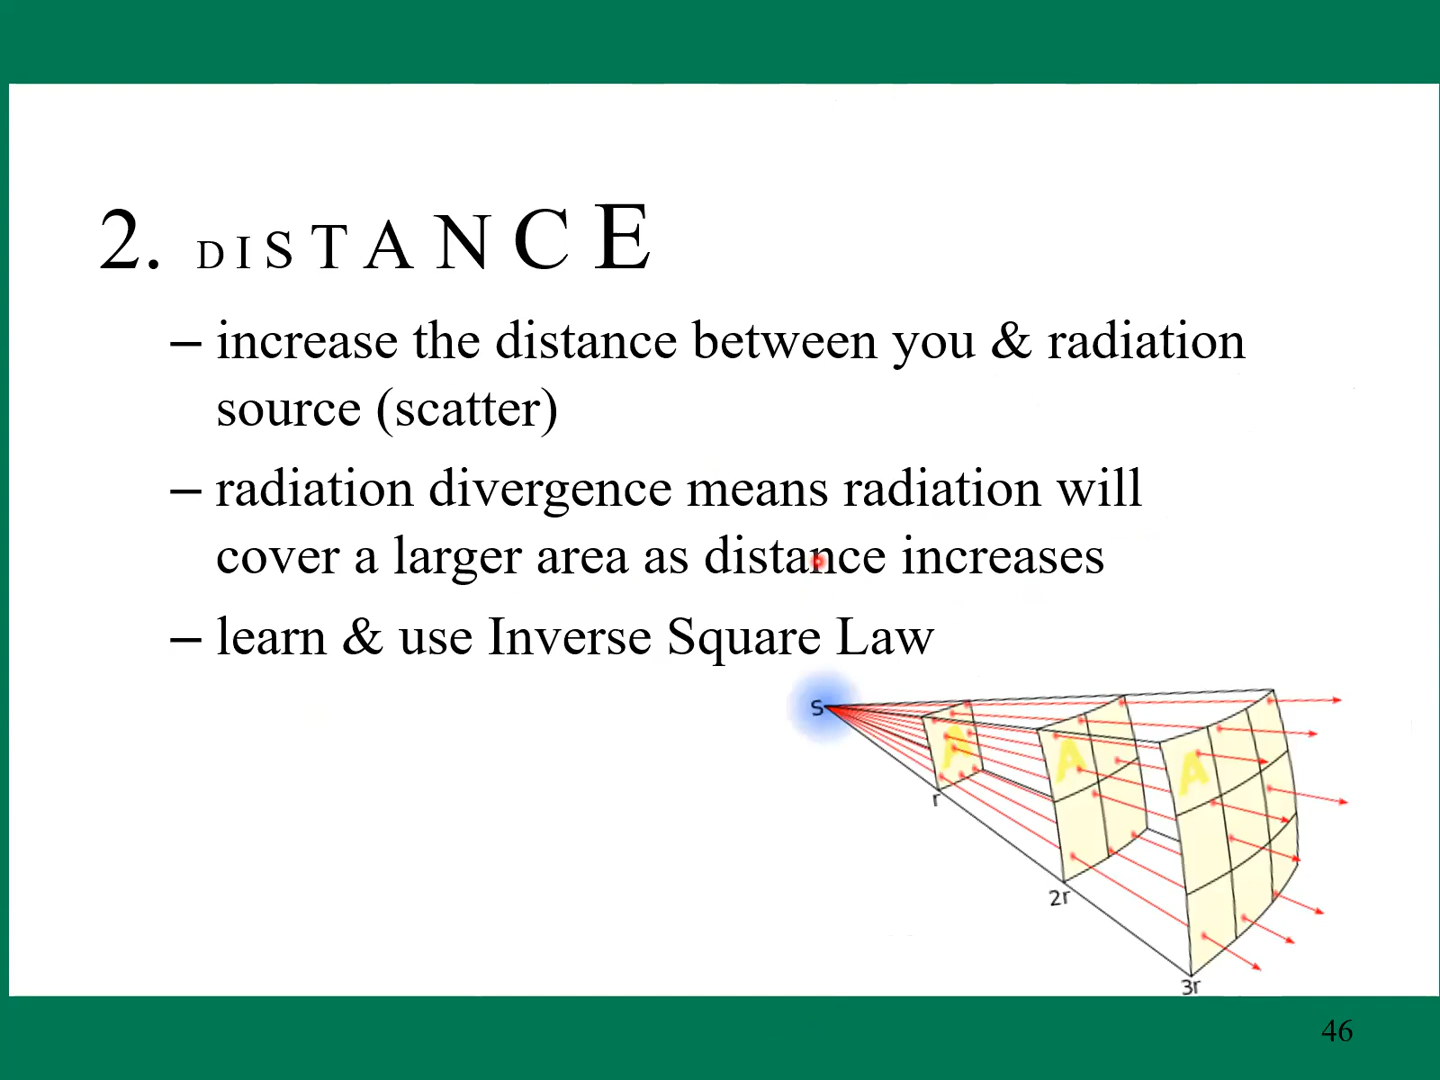 2. D I S T A N C E
– increase the distance between you & radiation
source (scatter)
– radiation divergence means radiation will
cover a larger area as distance increases
– learn & use Inverse Square Law
S
A
A
A
r
2r
3r
46